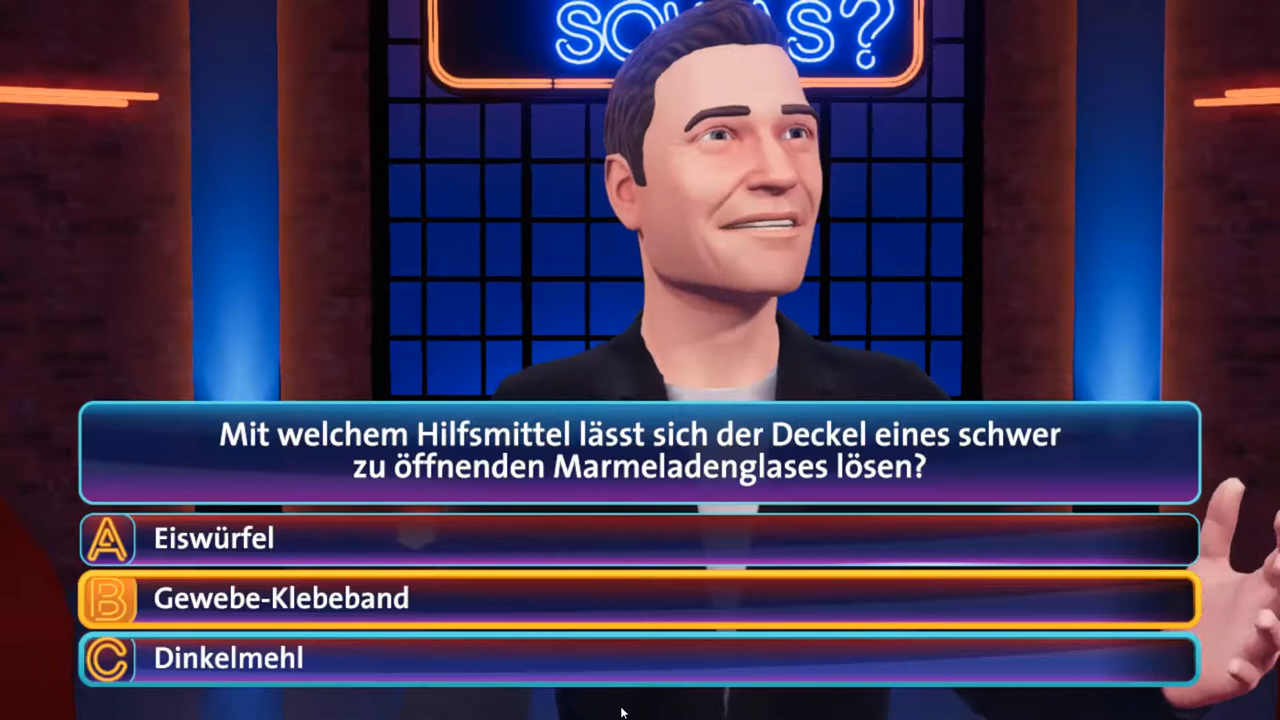 Mit welchem Hilfsmittel lässt sich der Deckel eines schwer
zu öffnenden Marmeladenglases lösen?
A Eiswürfel
B Gewebe-Klebeband
C Dinkelmehl